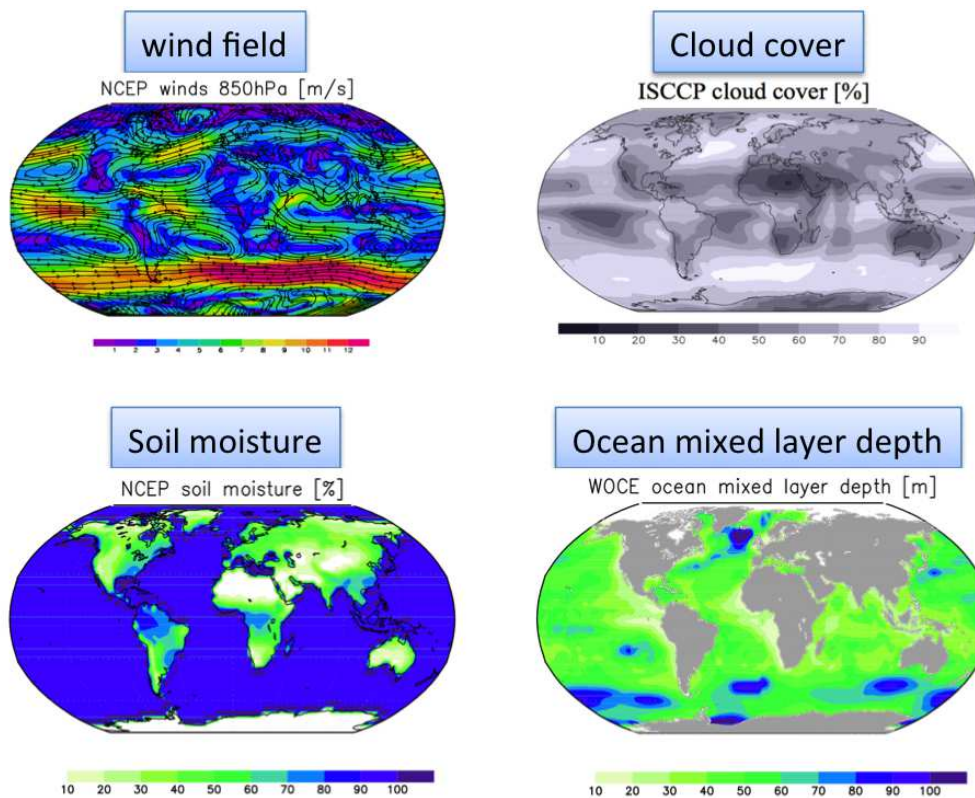 wind field
NCEP winds 850hPa [m/s]
1 2 3 4 5 6 7 8 9 10 11 12
Cloud cover
ISCCP cloud cover [%]
10 20 30 40 50 60 70 80 90
Soil moisture
NCEP soil moisture [%]
10 20 30 40 50 60 70 80 90 100
Ocean mixed layer depth
WOCE ocean mixed layer depth [m]
10 20 30 40 50 60 70 80 90 100